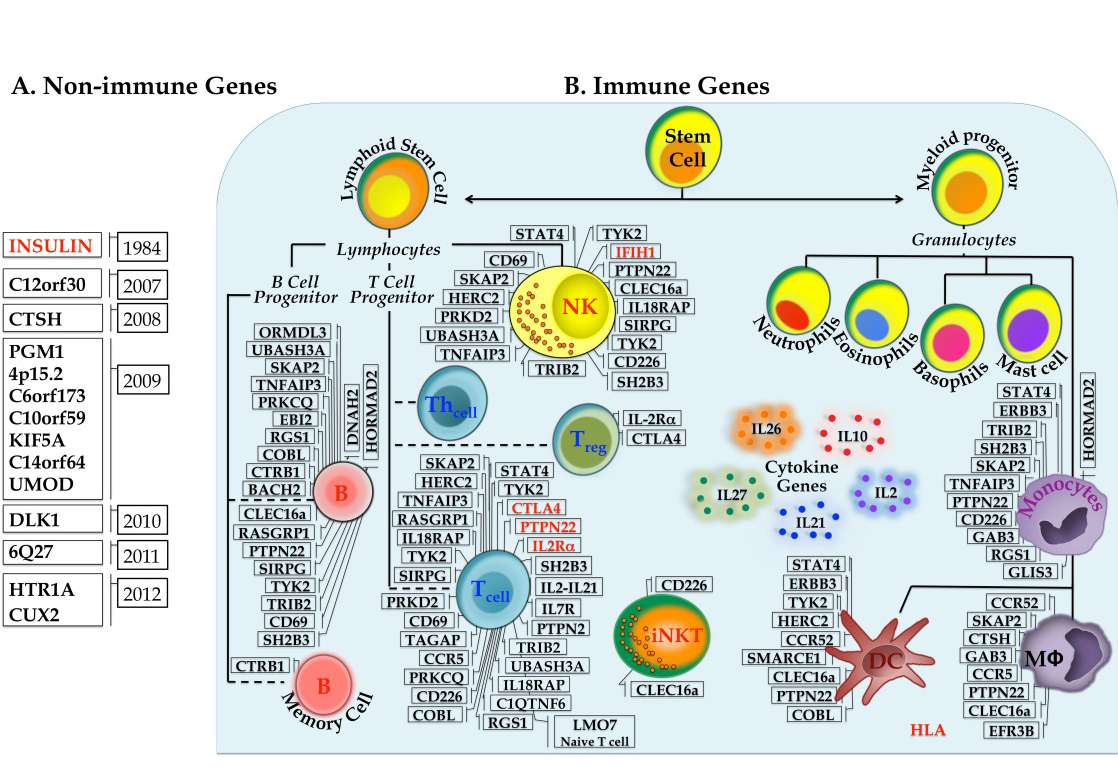 A. Non-immune Genes
B. Immune Genes
INSULIN
1984
C12orf30
2007
CTSH
2008
PGM1
4p15.2
C6orf173
C10orf59
KIF5A
C14orf64
UMOD
2009
DLK1
2010
6Q27
2011
HTR1A
CUX2
2012
Stem
Cell
Lymphoid Stem Cell
Myeloid progenitor
Lymphocytes
Granulocytes
B Cell
Progenitor
T Cell
Progenitor
STAT4
CD69
SKAP2
HERC2
PRKD2
UBASH3A
TNFAIP3
TRIB2
NK
TYK2
IFIH1
PTPN22
CLEC16a
IL18RAP
SIRPG
TYK2
CD226
SH2B3
Neutrophils
Eosinophils
Basophils
Mast cell
ORMDL3
UBASH3A
SKAP2
TNFAIP3
PRKCQ
EBI2
RGS1
COBL
CTRB1
BACH2
CLEC16a
RASGRP1
PTPN22
SIRPG
TYK2
TRIB2
CD69
SH2B3
DNAH2
HORMAD2
B
CTRB1
B
Memory Cell
Thcell
Treg
IL-2Rα
CTLA4
SKAP2
HERC2
TNFAIP3
RASGRP1
IL18RAP
TYK2
SIRPG
PRKD2
CD69
TAGAP
CCR5
PRKCQ
CD226
COBL
Tcell
STAT4
TYK2
CTLA4
PTPN22
IL2Rα
SH2B3
IL2-IL21
IL7R
PTPN2
TRIB2
UBASH3A
IL18RAP
C1QTNF6
RGS1
LMO7
Naive T cell
CD226
iNKT
CLEC16a
IL26
IL10
Cytokine
Genes
IL27
IL2
IL21
STAT4
ERBB3
TRIB2
SH2B3
SKAP2
TNFAIP3
PTPN22
CD226
GAB3
RGS1
GLIS3
HORMAD2
Monocytes
STAT4
ERBB3
TYK2
HERC2
CCR52
SMARCE1
CLEC16a
PTPN22
COBL
DC
CCR52
SKAP2
CTSH
GAB3
CCR5
PTPN22
CLEC16a
EFR3B
MΦ
HLA